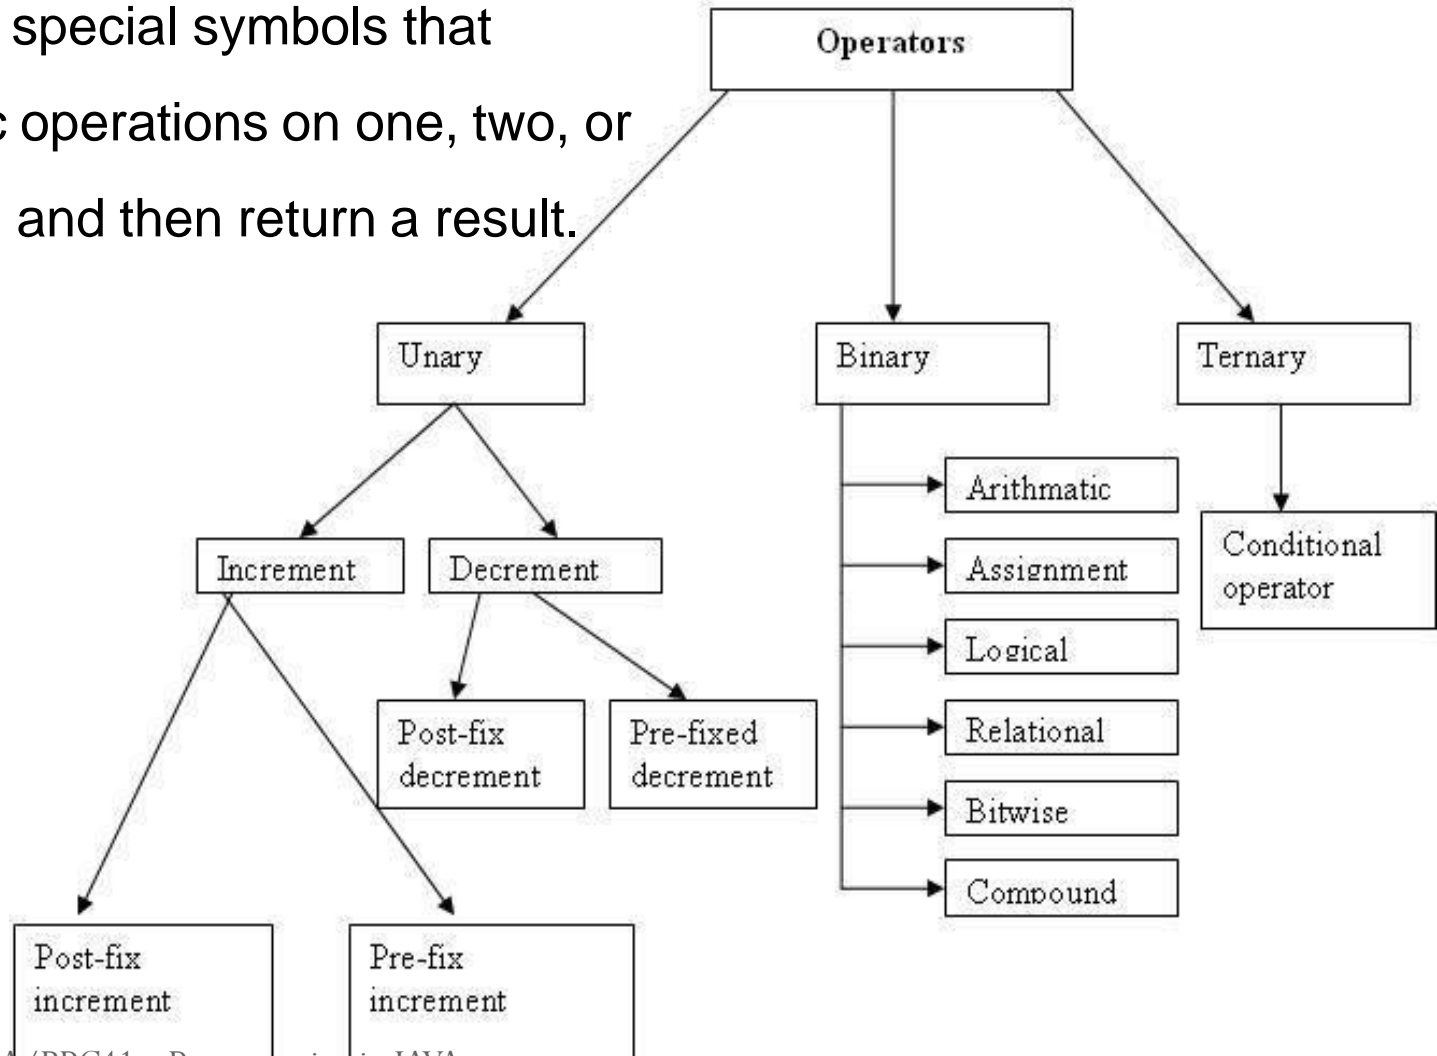 special symbols that
operations on one, two, or
and then return a result.
Operators
Unary
Binary
Ternary
Arithmatic
Assignment
Logical
Relational
Bitwise
Compound
Conditional
operator
Increment
Decrement
Post-fix
decrement
Pre-fixed
decrement
Post-fix
increment
Pre-fix
increment